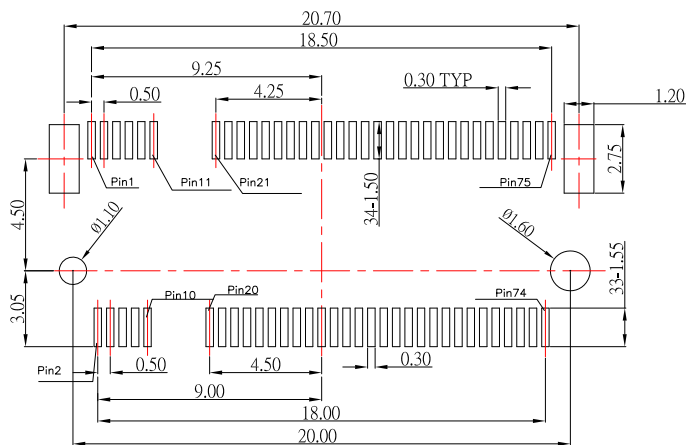 20.70
18.50
9.25
0.50
4.25
0.30 TYP
1.20
Pin1
Pin11
Pin21
Pin75
2.75
34-1.50
4.50
Ø1.10
Ø1.60
3.05
Pin10
Pin20
Pin74
33-1.55
Pin2
0.50
4.50
0.30
9.00
18.00
20.00